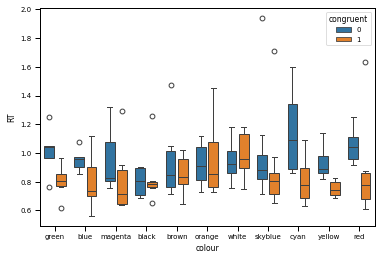 congruent
0
1
2.0
1.8
1.6
1.4
1.2
1.0
0.8
0.6
RT
green blue magenta black brown orange white skyblue cyan yellow red
colour